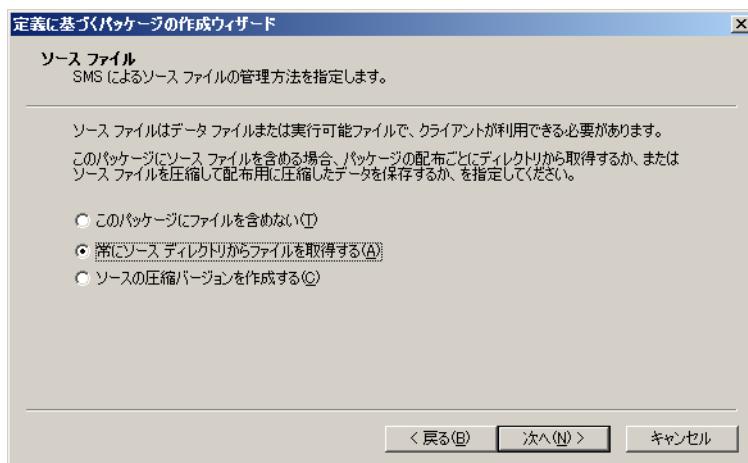 定義に基づくパッケージの作成ウィザード
ソース ファイル
SMS によるソース ファイルの管理方法を指定します。
ソース ファイルはデータ ファイルまたは実行可能ファイルで、クライアントが利用できる必要があります。
このパッケージにソース ファイルを含める場合、パッケージの配布ごとにディレクトリから取得するか、または
ソース ファイルを圧縮して配布用に圧縮したデータを保存するか、を指定してください。
このパッケージにファイルを含めない(T)
常にソース ディレクトリからファイルを取得する(A)
ソースの圧縮バージョンを作成する(C)
< 戻る(B) 次へ(N) > キャンセル